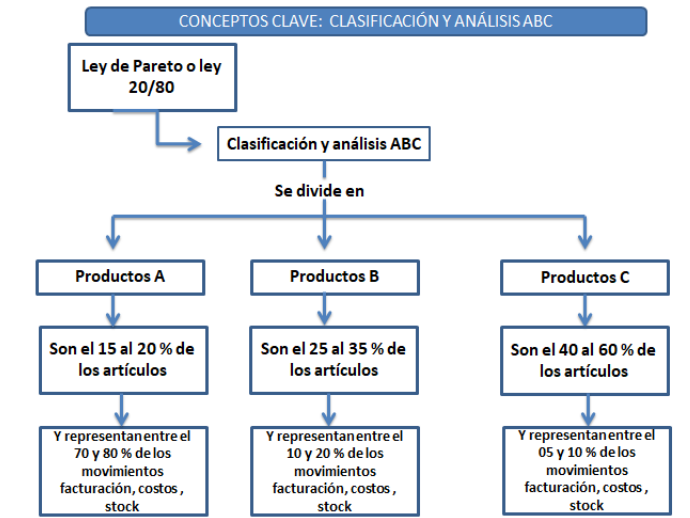 CONCEPTOS CLAVE: CLASIFICACIÓN Y ANÁLISIS ABC
Ley de Pareto o ley
20/80
Clasificación y análisis ABC
Se divide en
Productos A
Productos B
Productos C
Son el 15 al 20 % de
los artículos
Son el 25 al 35 % de
los artículos
Son el 40 al 60 % de
los artículos
Y representan entre el
70 y 80 % de los
movimientos
facturación, costos ,
stock
Y representan entre el
10 y 20 % de los
movimientos
facturación, costos ,
stock
Y representan entre el
05 y 10 % de los
movimientos
facturación, costos ,
stock